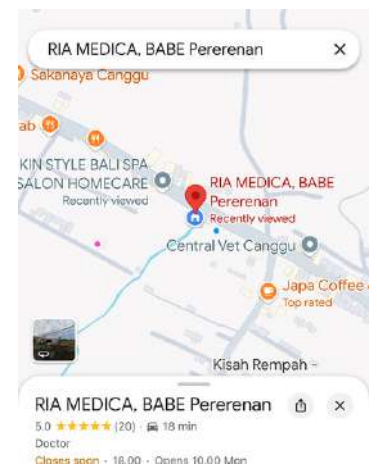 RIA MEDICA, BABE Pererenan
Sakanaya Canggu
ab
KIN STYLE BALI SPA
SALON HOMECARE
Recently viewed
RIA MEDICA, BABE
Pererenan
Recently viewed
Central Vet Canggu
Japa Coffee
Top rated
Kisah Rempah -
RIA MEDICA, BABE Pererenan
5.0 (20) · 18 min
Doctor
Closes soon · 18.00 · Opens 10.00 Mon